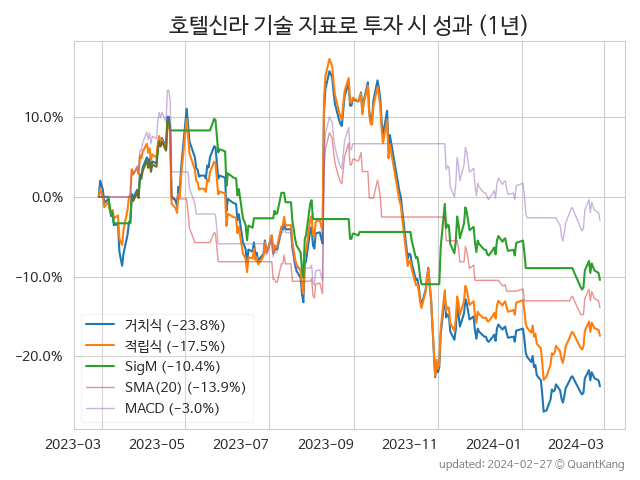 호텔신라 기술 지표로 투자 시 성과 (1년)
10.0%
0.0%
−10.0%
−20.0%
거치식 (−23.8%)
적립식 (−17.5%)
SigM (−10.4%)
SMA(20) (−13.9%)
MACD (−3.0%)
2023−03
2023−05
2023−07
2023−09
2023−11
2024−01
2024−03
updated: 2024−02−27 © QuantKang